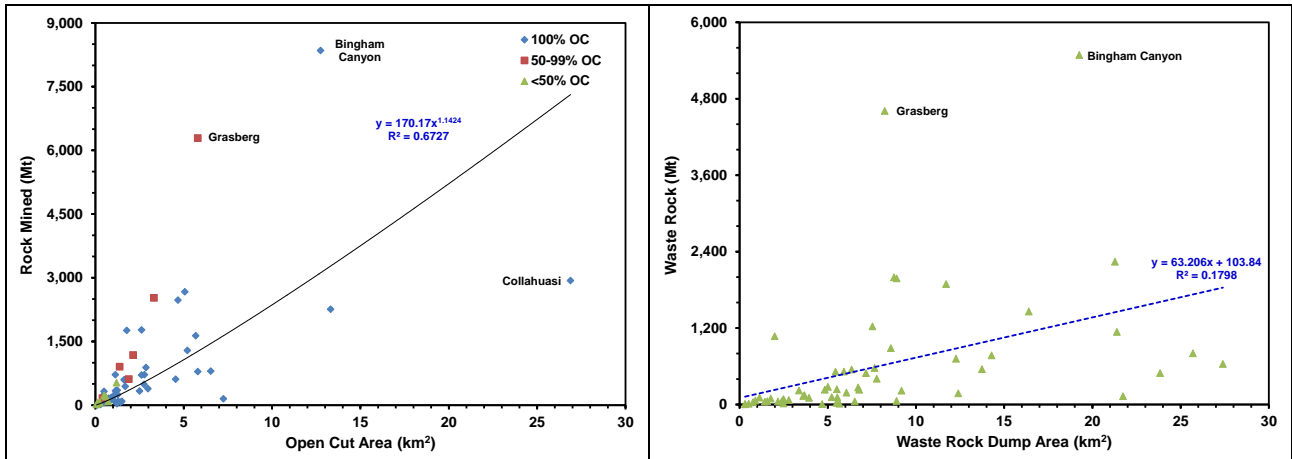 9,000
7,500
6,000
4,500
3,000
1,500
0
0
5
10
15
20
25
30
Rock Mined (Mt)
Open Cut Area (km²)
Bingham
Canyon
100% OC
50-99% OC
<50% OC
y = 170.17x^1.1424
R² = 0.6727
Grasberg
Collahuasi
6,000
4,800
3,600
2,400
1,200
0
0
5
10
15
20
25
30
Waste Rock (Mt)
Waste Rock Dump Area (km²)
Bingham Canyon
Grasberg
y = 63.206x + 103.84
R² = 0.1798